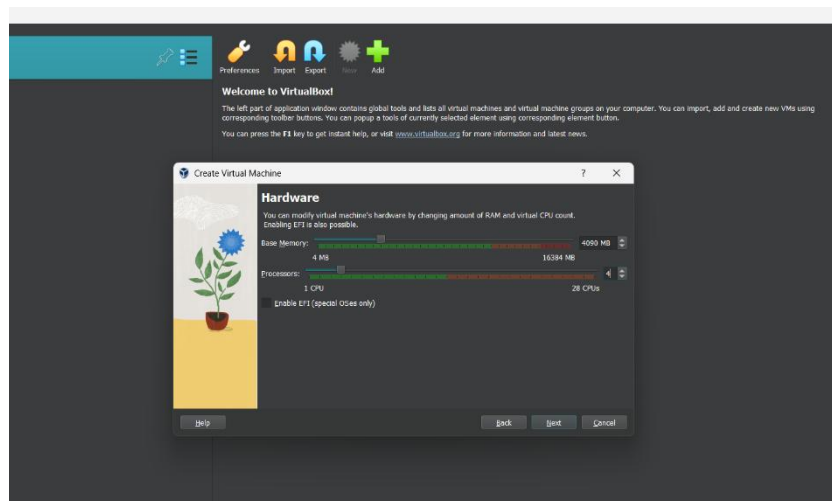 Preferences Import Export New Add
Welcome to VirtualBox!
The left part of application window contains global tools and lists all virtual machines and virtual machine groups on your computer. You can import, add and create new VMs using
corresponding toolbar buttons. You can popup a tools of currently selected element using corresponding element button.
You can press the F1 key to get instant help, or visit www.virtualbox.org for more information and latest news.
Create Virtual Machine ? X
Hardware
You can modify virtual machine's hardware by changing amount of RAM and virtual CPU count.
Enabling EFI is also possible.
Base Memory: 4090 MB
4 MB 16384 MB
Processors: 4
1 CPU 28 CPUs
Enable EFI (special OSes only)
Help Back Next Cancel